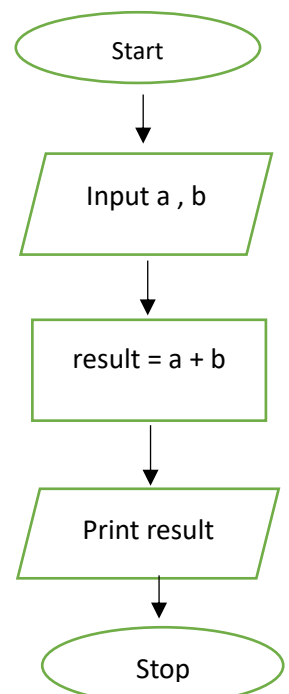 Start
Input a , b
result = a + b
Print result
Stop